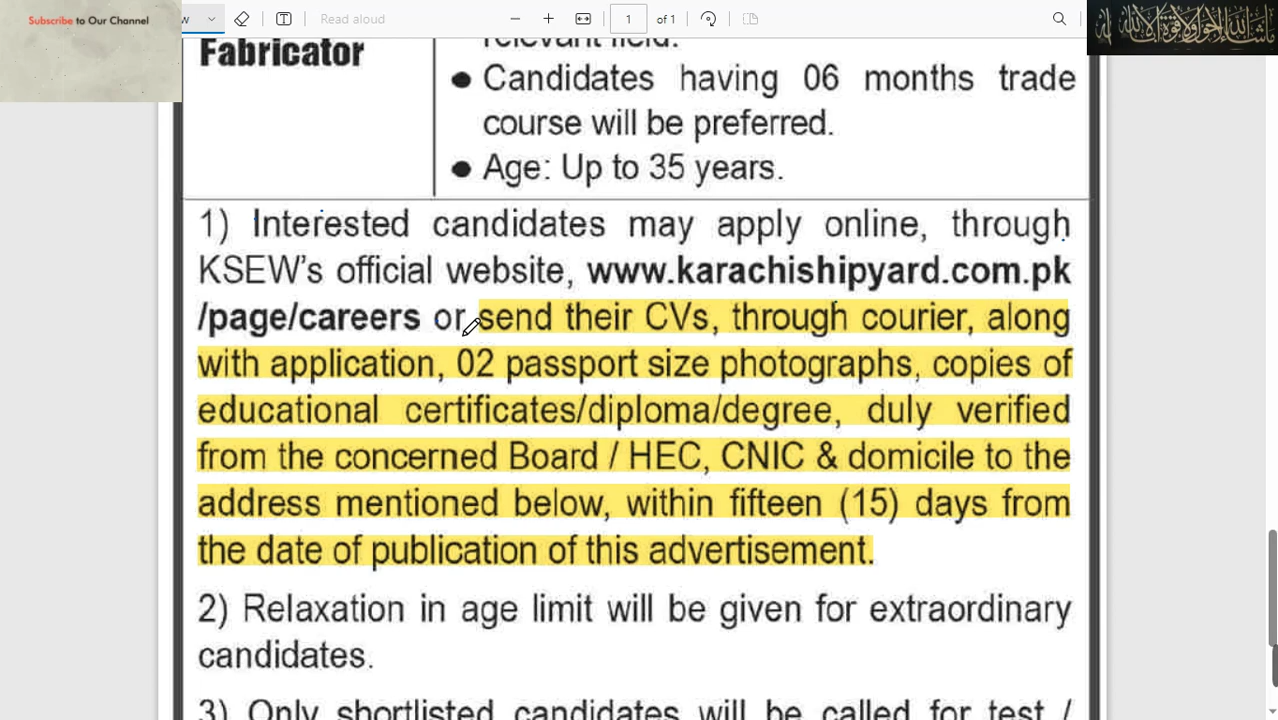 Subscribe to Our Channel
w
Read aloud
1 of 1
ماشاءالله لاحول ولاقوة الا بالله
Fabricator
relevant field.
● Candidates having 06 months trade
course will be preferred.
● Age: Up to 35 years.
1) Interested candidates may apply online, through
KSEW's official website, www.karachishipyard.com.pk
/page/careers or send their CVs, through courier, along
with application, 02 passport size photographs, copies of
educational certificates/diploma/degree, duly verified
from the concerned Board / HEC, CNIC & domicile to the
address mentioned below, within fifteen (15) days from
the date of publication of this advertisement.
2) Relaxation in age limit will be given for extraordinary
candidates.
3) Only shortlisted candidates will be called for test /